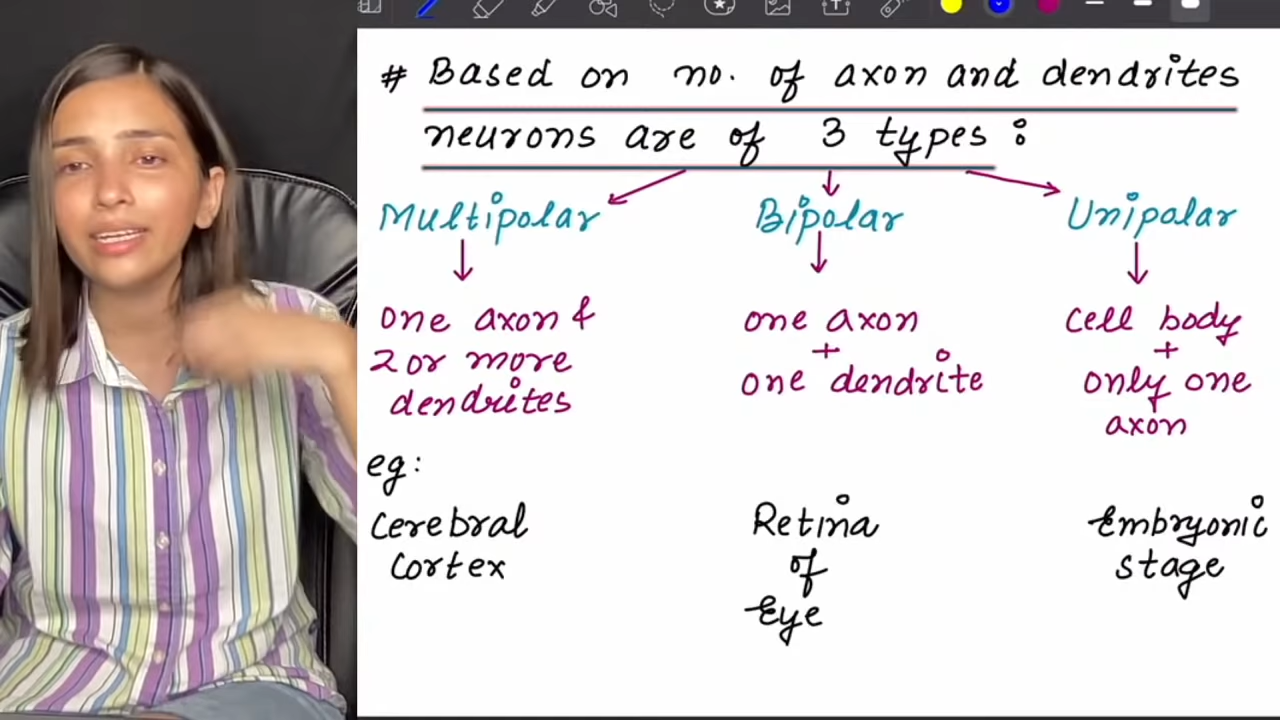 # Based on no. of axon and dendrites
neurons are of 3 types :
Multipolar Bipolar Unipolar
one axon & one axon cell body
2 or more + +
dendrites one dendrite only one
axon
eg:
Cerebral Retina Embryonic
Cortex of stage
Eye